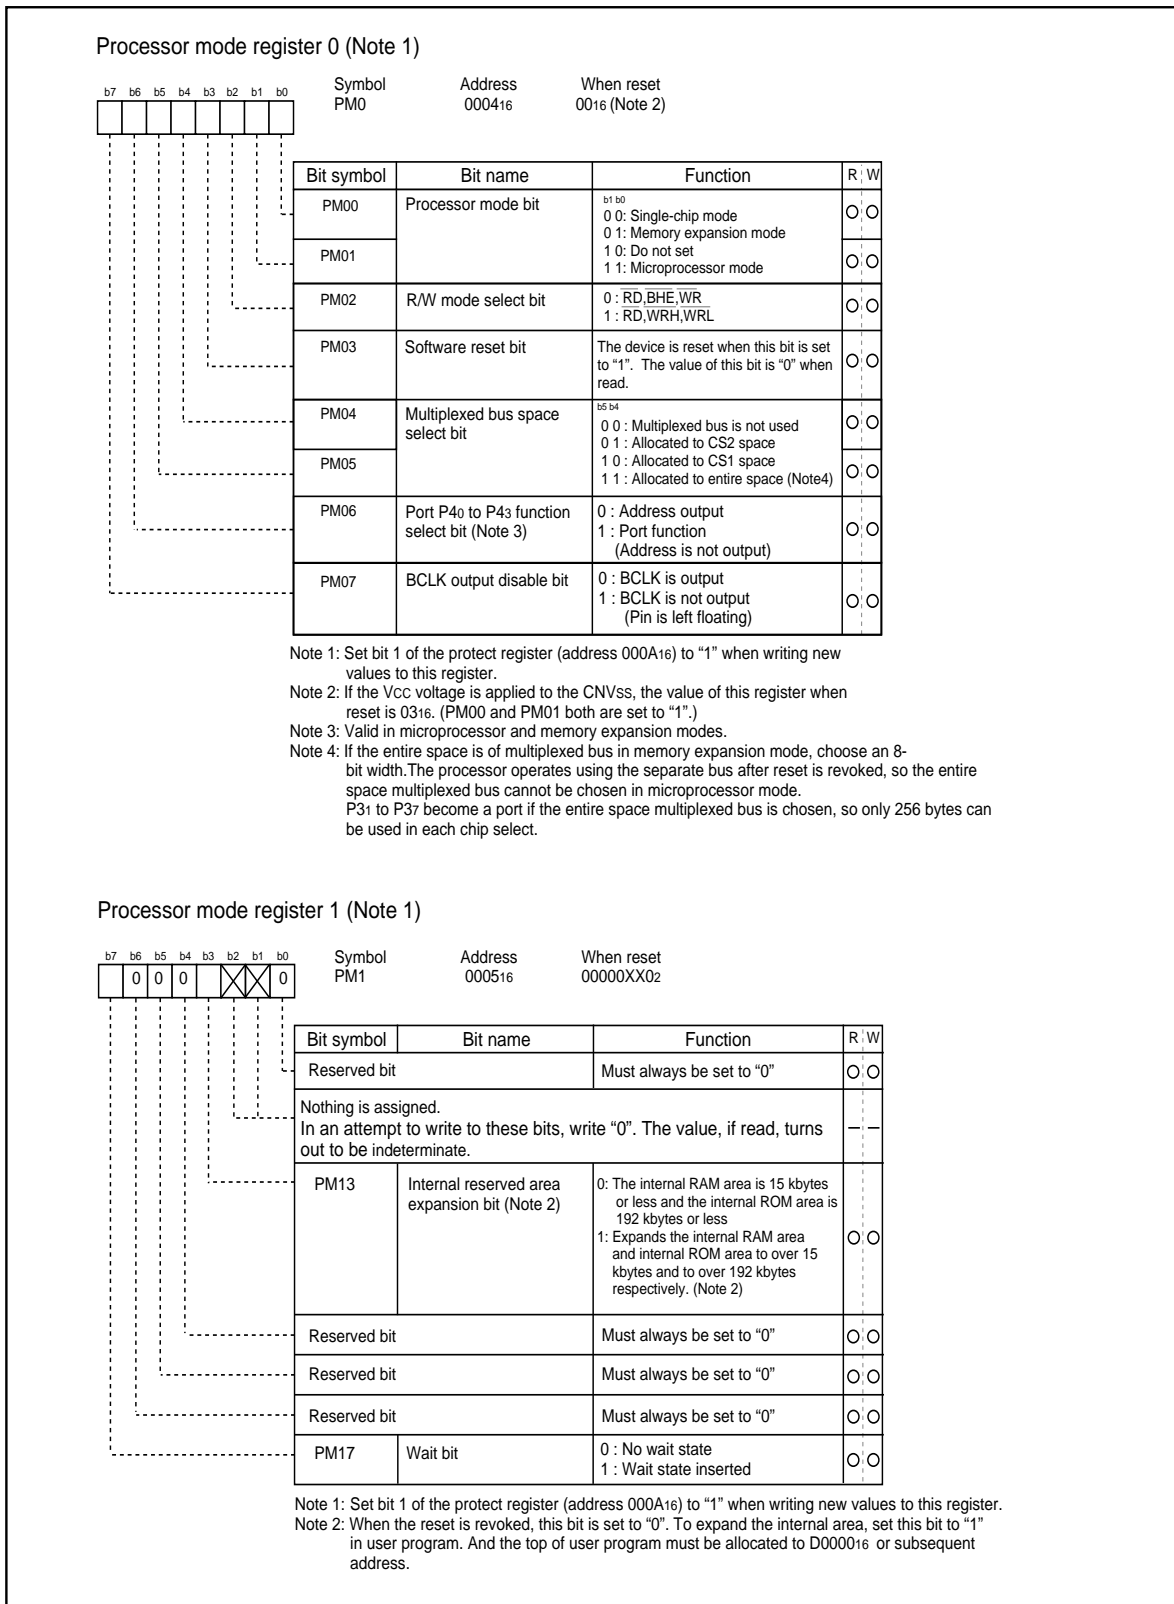 Processor mode register 0 (Note 1)
Symbol Address When reset
b7 b6 b5 b4 b3 b2 b1 b0
PM0 000416 0016 (Note 2)
Bit symbol Bit name Function R W
PM00 Processor mode bit b1 b0
0 0: Single-chip mode
0 1: Memory expansion mode
PM01 1 0: Do not set
1 1: Microprocessor mode
PM02 R/W mode select bit 0 : RD,BHE,WR
1 : RD,WRH,WRL
PM03 Software reset bit The device is reset when this bit is set
to “1”. The value of this bit is “0” when
read.
PM04 Multiplexed bus space b5 b4
select bit 0 0 : Multiplexed bus is not used
0 1 : Allocated to CS2 space
PM05 1 0 : Allocated to CS1 space
1 1 : Allocated to entire space (Note4)
PM06 Port P40 to P43 function 0 : Address output
select bit (Note 3) 1 : Port function
(Address is not output)
PM07 BCLK output disable bit 0 : BCLK is output
1 : BCLK is not output
(Pin is left floating)
Note 1: Set bit 1 of the protect register (address 000A16) to “1” when writing new
values to this register.
Note 2: If the VCC voltage is applied to the CNVSS, the value of this register when
reset is 0316. (PM00 and PM01 both are set to “1”.)
Note 3: Valid in microprocessor and memory expansion modes.
Note 4: If the entire space is of multiplexed bus in memory expansion mode, choose an 8-
bit width.The processor operates using the separate bus after reset is revoked, so the entire
space multiplexed bus cannot be chosen in microprocessor mode.
P31 to P37 become a port if the entire space multiplexed bus is chosen, so only 256 bytes can
be used in each chip select.
Processor mode register 1 (Note 1)
b7 b6 b5 b4 b3 b2 b1 b0 Symbol Address When reset
0 0 0 0 PM1 000516 00000XX02
Bit symbol Bit name Function R W
Reserved bit Must always be set to “0”
Nothing is assigned.
In an attempt to write to these bits, write “0”. The value, if read, turns
out to be indeterminate.
PM13 Internal reserved area 0: The internal RAM area is 15 kbytes
expansion bit (Note 2) or less and the internal ROM area is
192 kbytes or less
1: Expands the internal RAM area
and internal ROM area to over 15
kbytes and to over 192 kbytes
respectively. (Note 2)
Reserved bit Must always be set to “0”
Reserved bit Must always be set to “0”
Reserved bit Must always be set to “0”
PM17 Wait bit 0 : No wait state
1 : Wait state inserted
Note 1: Set bit 1 of the protect register (address 000A16) to “1” when writing new values to this register.
Note 2: When the reset is revoked, this bit is set to “0”. To expand the internal area, set this bit to “1”
in user program. And the top of user program must be allocated to D000016 or subsequent
address.